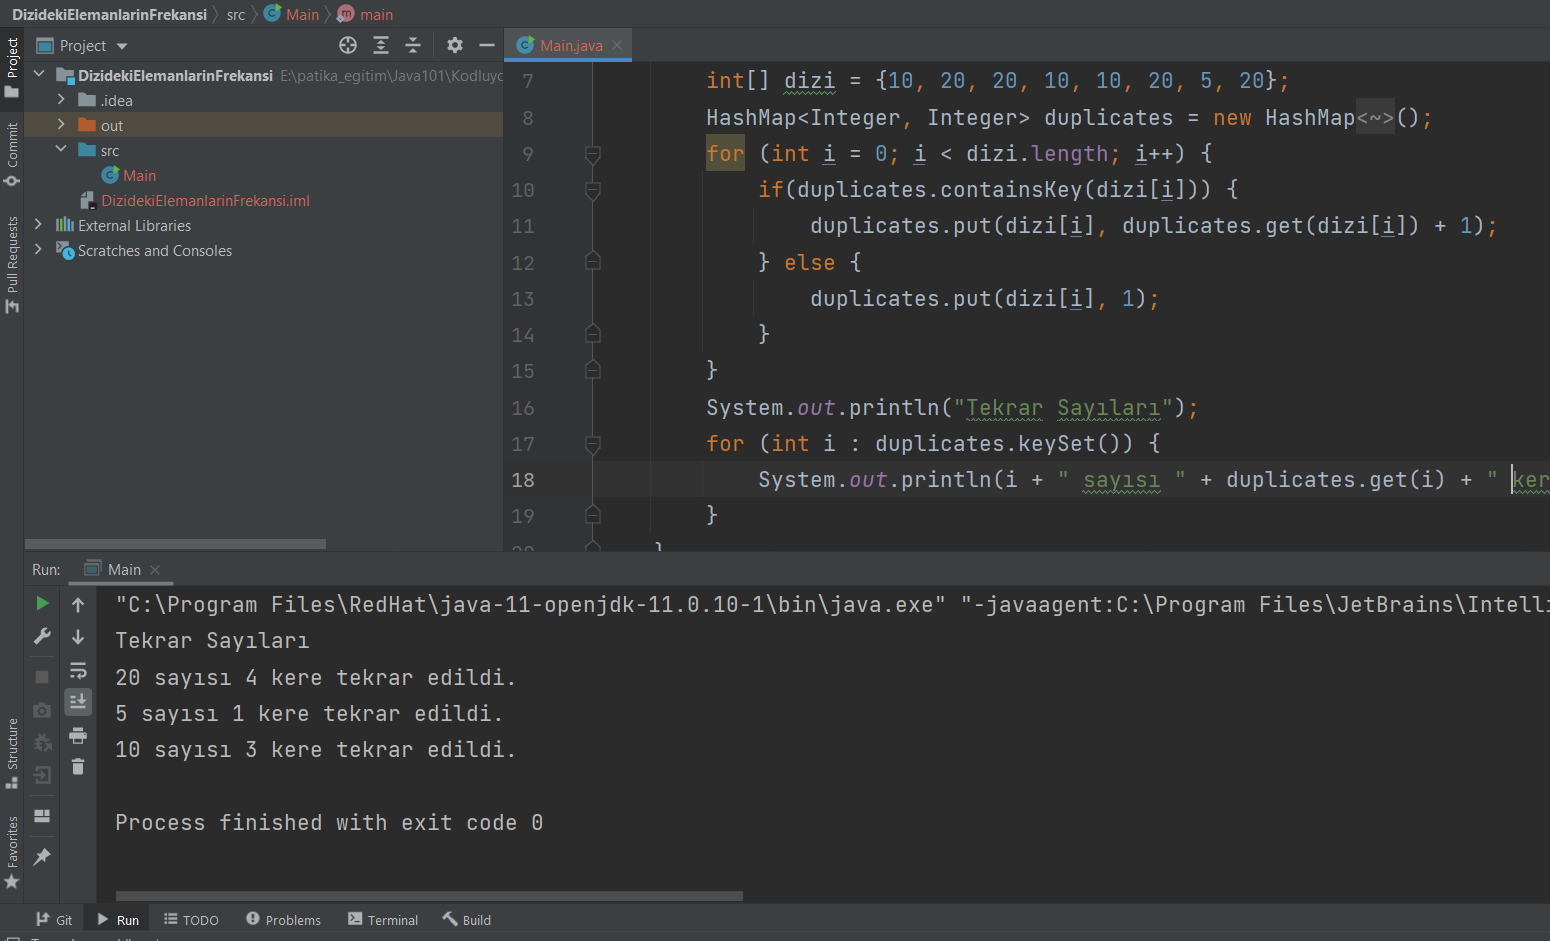 DizidekiElemanlarinFrekansi src Main main
Project
Main.java
DizidekiElemanlarinFrekansi E:\patika_egitim\Java101\Kodluyo
.idea
out
src
Main
DizidekiElemanlarinFrekansi.iml
External Libraries
Scratches and Consoles
Project
Commit
Pull Requests
7 int[] dizi = {10, 20, 20, 10, 10, 20, 5, 20};
8 HashMap<Integer, Integer> duplicates = new HashMap<~>();
9 for (int i = 0; i < dizi.length; i++) {
10 if(duplicates.containsKey(dizi[i])) {
11 duplicates.put(dizi[i], duplicates.get(dizi[i]) + 1);
12 } else {
13 duplicates.put(dizi[i], 1);
14 }
15 }
16 System.out.println("Tekrar Sayıları");
17 for (int i : duplicates.keySet()) {
18 System.out.println(i + " sayısı " + duplicates.get(i) + " ker
19 }
Run: Main
"C:\Program Files\RedHat\java-11-openjdk-11.0.10-1\bin\java.exe" "-javaagent:C:\Program Files\JetBrains\Intelli
Tekrar Sayıları
20 sayısı 4 kere tekrar edildi.
5 sayısı 1 kere tekrar edildi.
10 sayısı 3 kere tekrar edildi.
Process finished with exit code 0
Structure
Favorites
Git Run TODO Problems Terminal Build